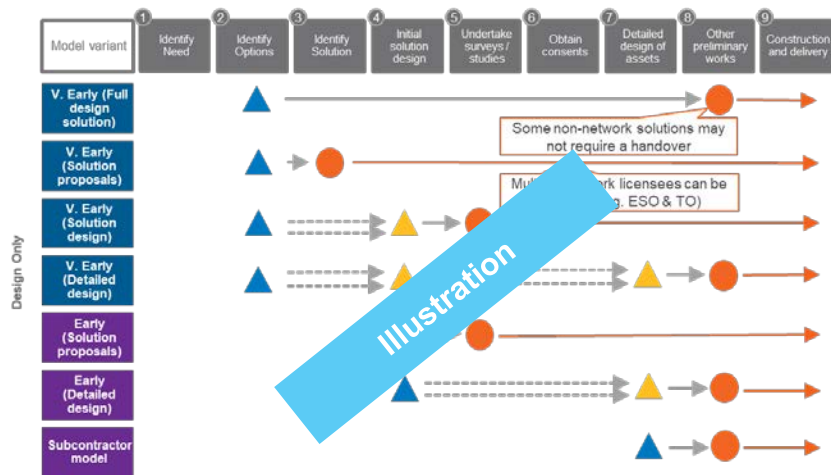 Model variant
1
Identify
Need
2
Identify
Options
3
Identify
Solution
4
Initial
solution
design
5
Undertake
surveys /
studies
6
Obtain
consents
7
Detailed
design of
assets
8
Other
preliminary
works
9
Construction
and delivery
Design Only
V. Early (Full
design
solution)
Some non-network solutions may
not require a handover
V. Early
(Solution
proposals)
licensees can be
ESO & TO)
V. Early
(Solution
design)
V. Early
(Detailed
design)
Illustration
Early
(Solution
proposals)
Early
(Detailed
design)
Subcontractor
model